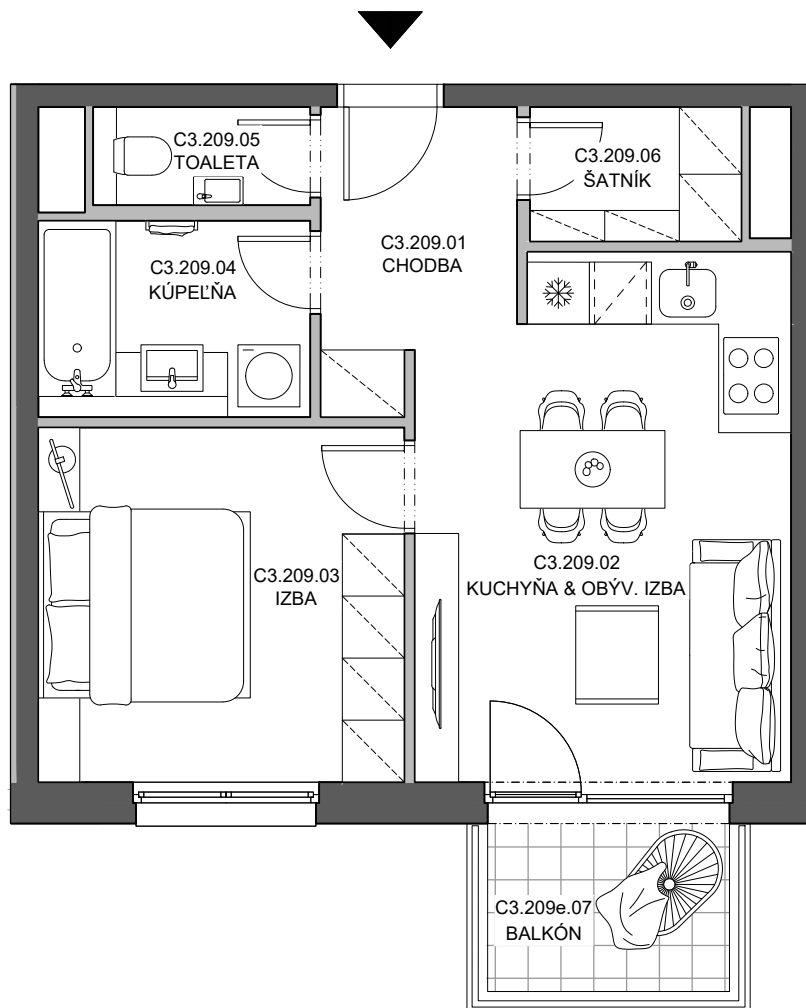 C3.209.05
TOALETA
C3.209.06
ŠATNÍK
C3.209.01
CHODBA
C3.209.04
KÚPEĽŇA
C3.209.03
IZBA
C3.209.02
KUCHYŇA & OBÝV. IZBA
C3.209e.07
BALKÓN